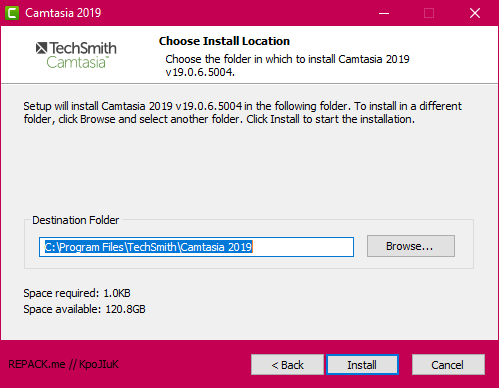 Camtasia 2019
TechSmith
Camtasia™
Choose Install Location
Choose the folder in which to install Camtasia 2019
v19.0.6.5004.
Setup will install Camtasia 2019 v19.0.6.5004 in the following folder. To install in a different
folder, click Browse and select another folder. Click Install to start the installation.
Destination Folder
C:\Program Files\TechSmith\Camtasia 2019
Browse...
Space required: 1.0KB
Space available: 120.8GB
REPACK.me // KpoJIuK
< Back
Install
Cancel